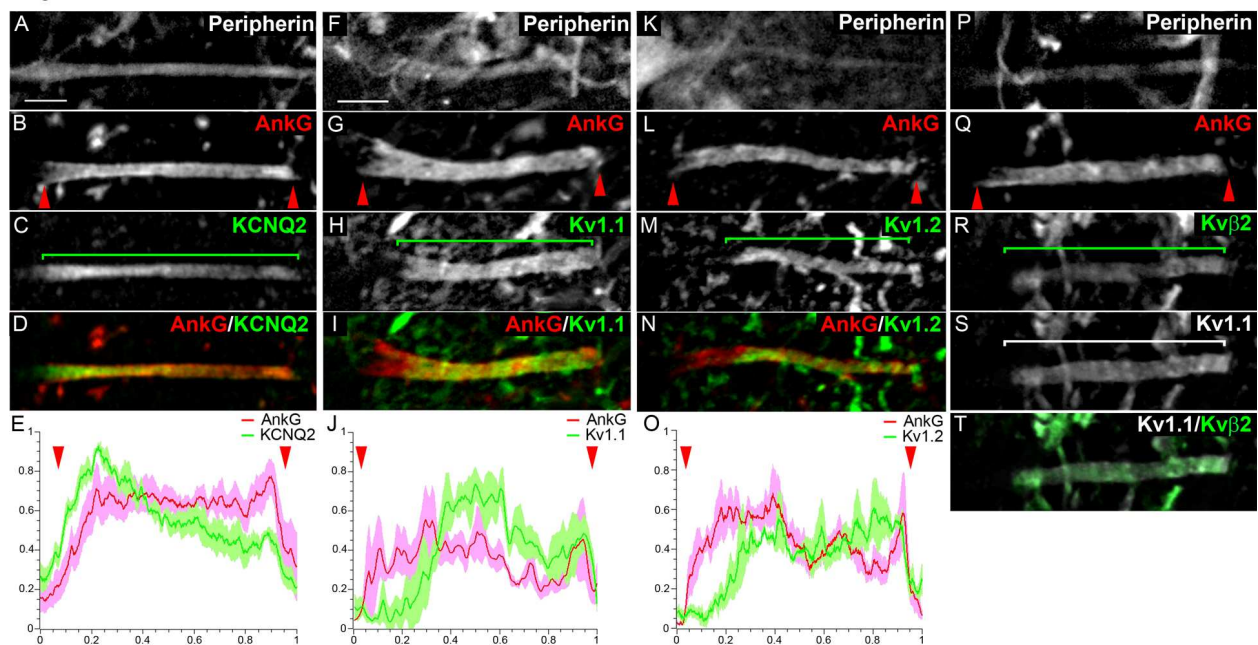 A Peripherin F Peripherin K Peripherin P Peripherin
B AnkG G AnkG L AnkG Q AnkG
C KCNQ2 H Kv1.1 M Kv1.2 R Kvβ2
D AnkG/KCNQ2 I AnkG/Kv1.1 N AnkG/Kv1.2 S Kv1.1
E AnkG J AnkG O AnkG T Kv1.1/Kvβ2
KCNQ2 Kv1.1 Kv1.2
1 1 1
0.8 0.8 0.8
0.6 0.6 0.6
0.4 0.4 0.4
0.2 0.2 0.2
0 0 0
0 0.2 0.4 0.6 0.8 1 0 0.2 0.4 0.6 0.8 1 0 0.2 0.4 0.6 0.8 1